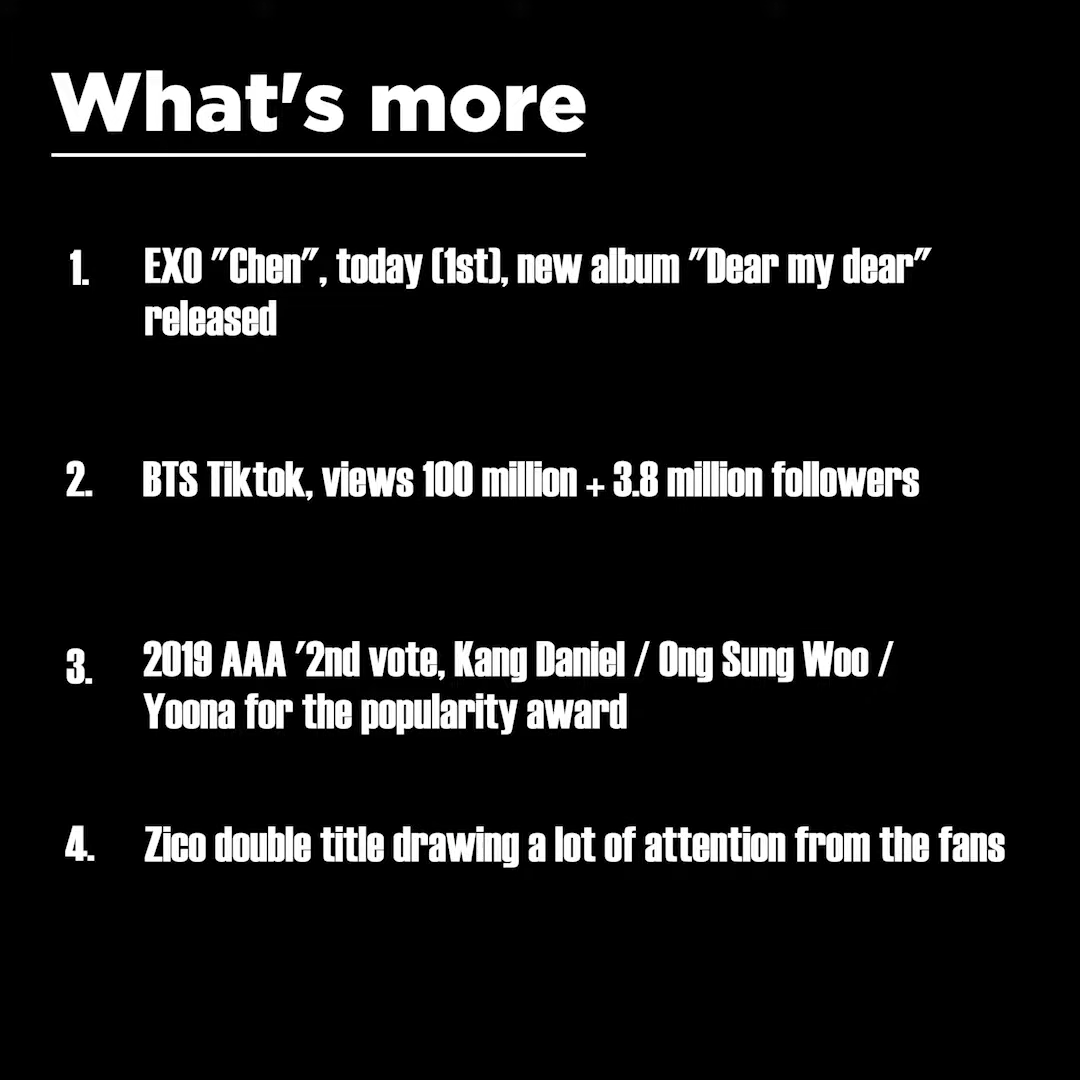 What's more
1. EXO "Chen", today (1st), new album "Dear my dear"
released
2. BTS Tiktok, views 100 million + 3.8 million followers
3. 2019 AAA '2nd vote, Kang Daniel / Ong Sung Woo /
Yoona for the popularity award
4. Zico double title drawing a lot of attention from the fans